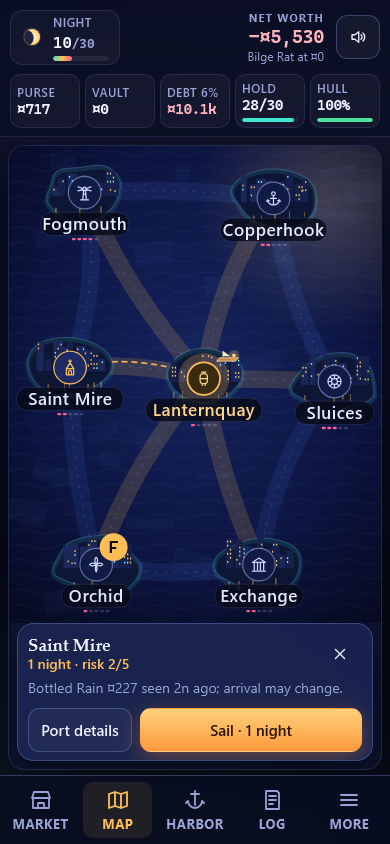 NIGHT
10/30
NET WORTH
−¤5,530
Bilge Rat at ¤0
PURSE
¤717
VAULT
¤0
DEBT 6%
¤10.1k
HOLD
28/30
HULL
100%
Fogmouth
Copperhook
Saint Mire
Lanternquay
Sluices
F
Orchid
Exchange
Saint Mire
1 night · risk 2/5
Bottled Rain ¤227 seen 2n ago; arrival may change.
Port details
Sail · 1 night
MARKET
MAP
HARBOR
LOG
MORE